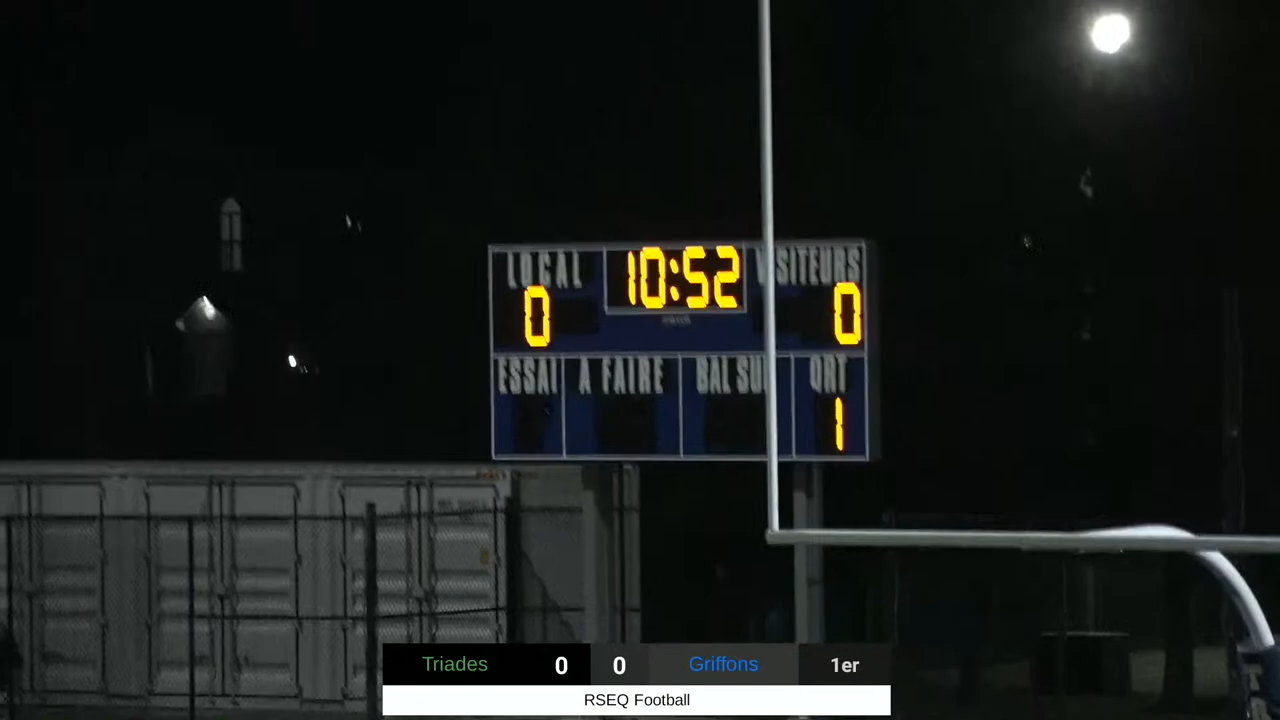 LOCAL 10:52 VISITEURS
0 0
ESSAI A FAIRE BAL SUR QRT
1
Triades 0 0 Griffons 1er
RSEQ Football